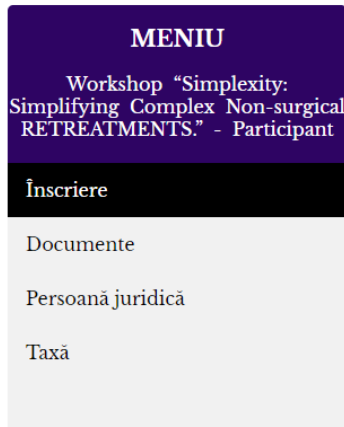 MENIU
Workshop “Simplexity:
Simplifying Complex Non-surgical
RETREATMENTS.” - Participant
Înscriere
Documente
Persoană juridică
Taxă